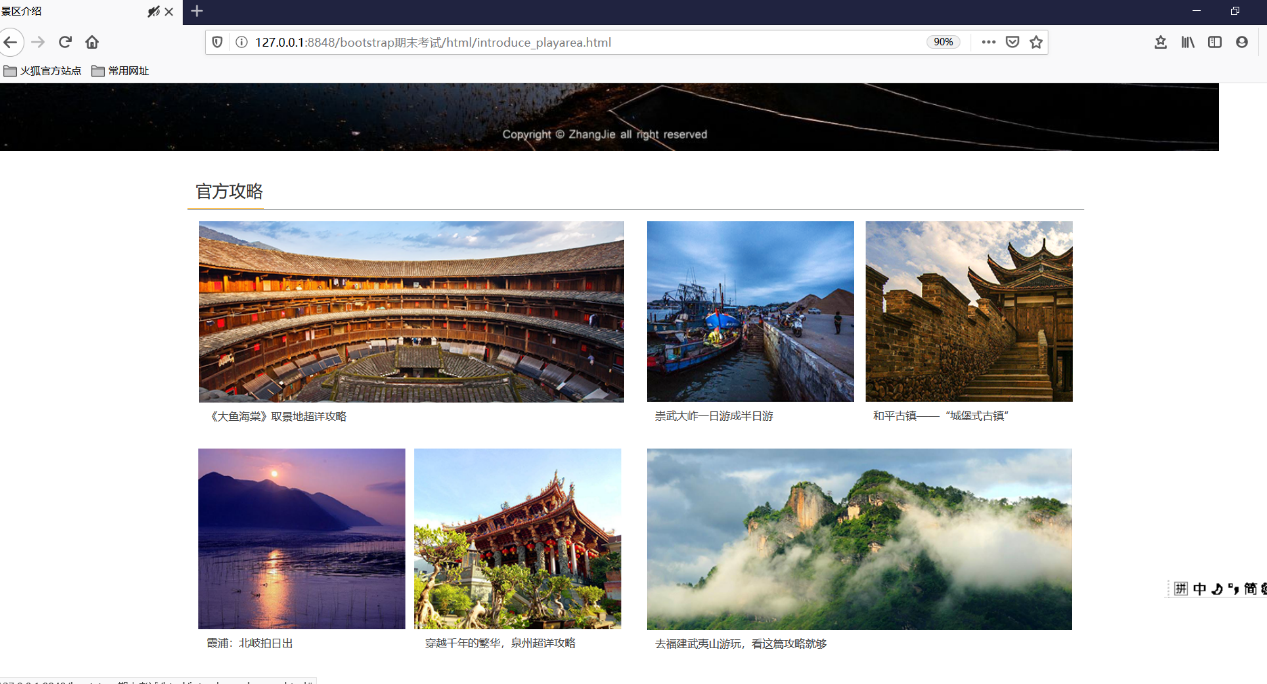 景区介绍
127.0.0.1:8848/bootstrap期末考试/html/introduce_playarea.html
90%
火狐官方站点 常用网址
Copyright © ZhangJie all right reserved
官方攻略
《大鱼海棠》取景地超详攻略
崇武大岞一日游或半日游
和平古镇——“城堡式古镇”
霞浦：北岐拍日出
穿越千年的繁华，泉州超详攻略
去福建武夷山游玩，看这篇攻略就够
拼 中 简